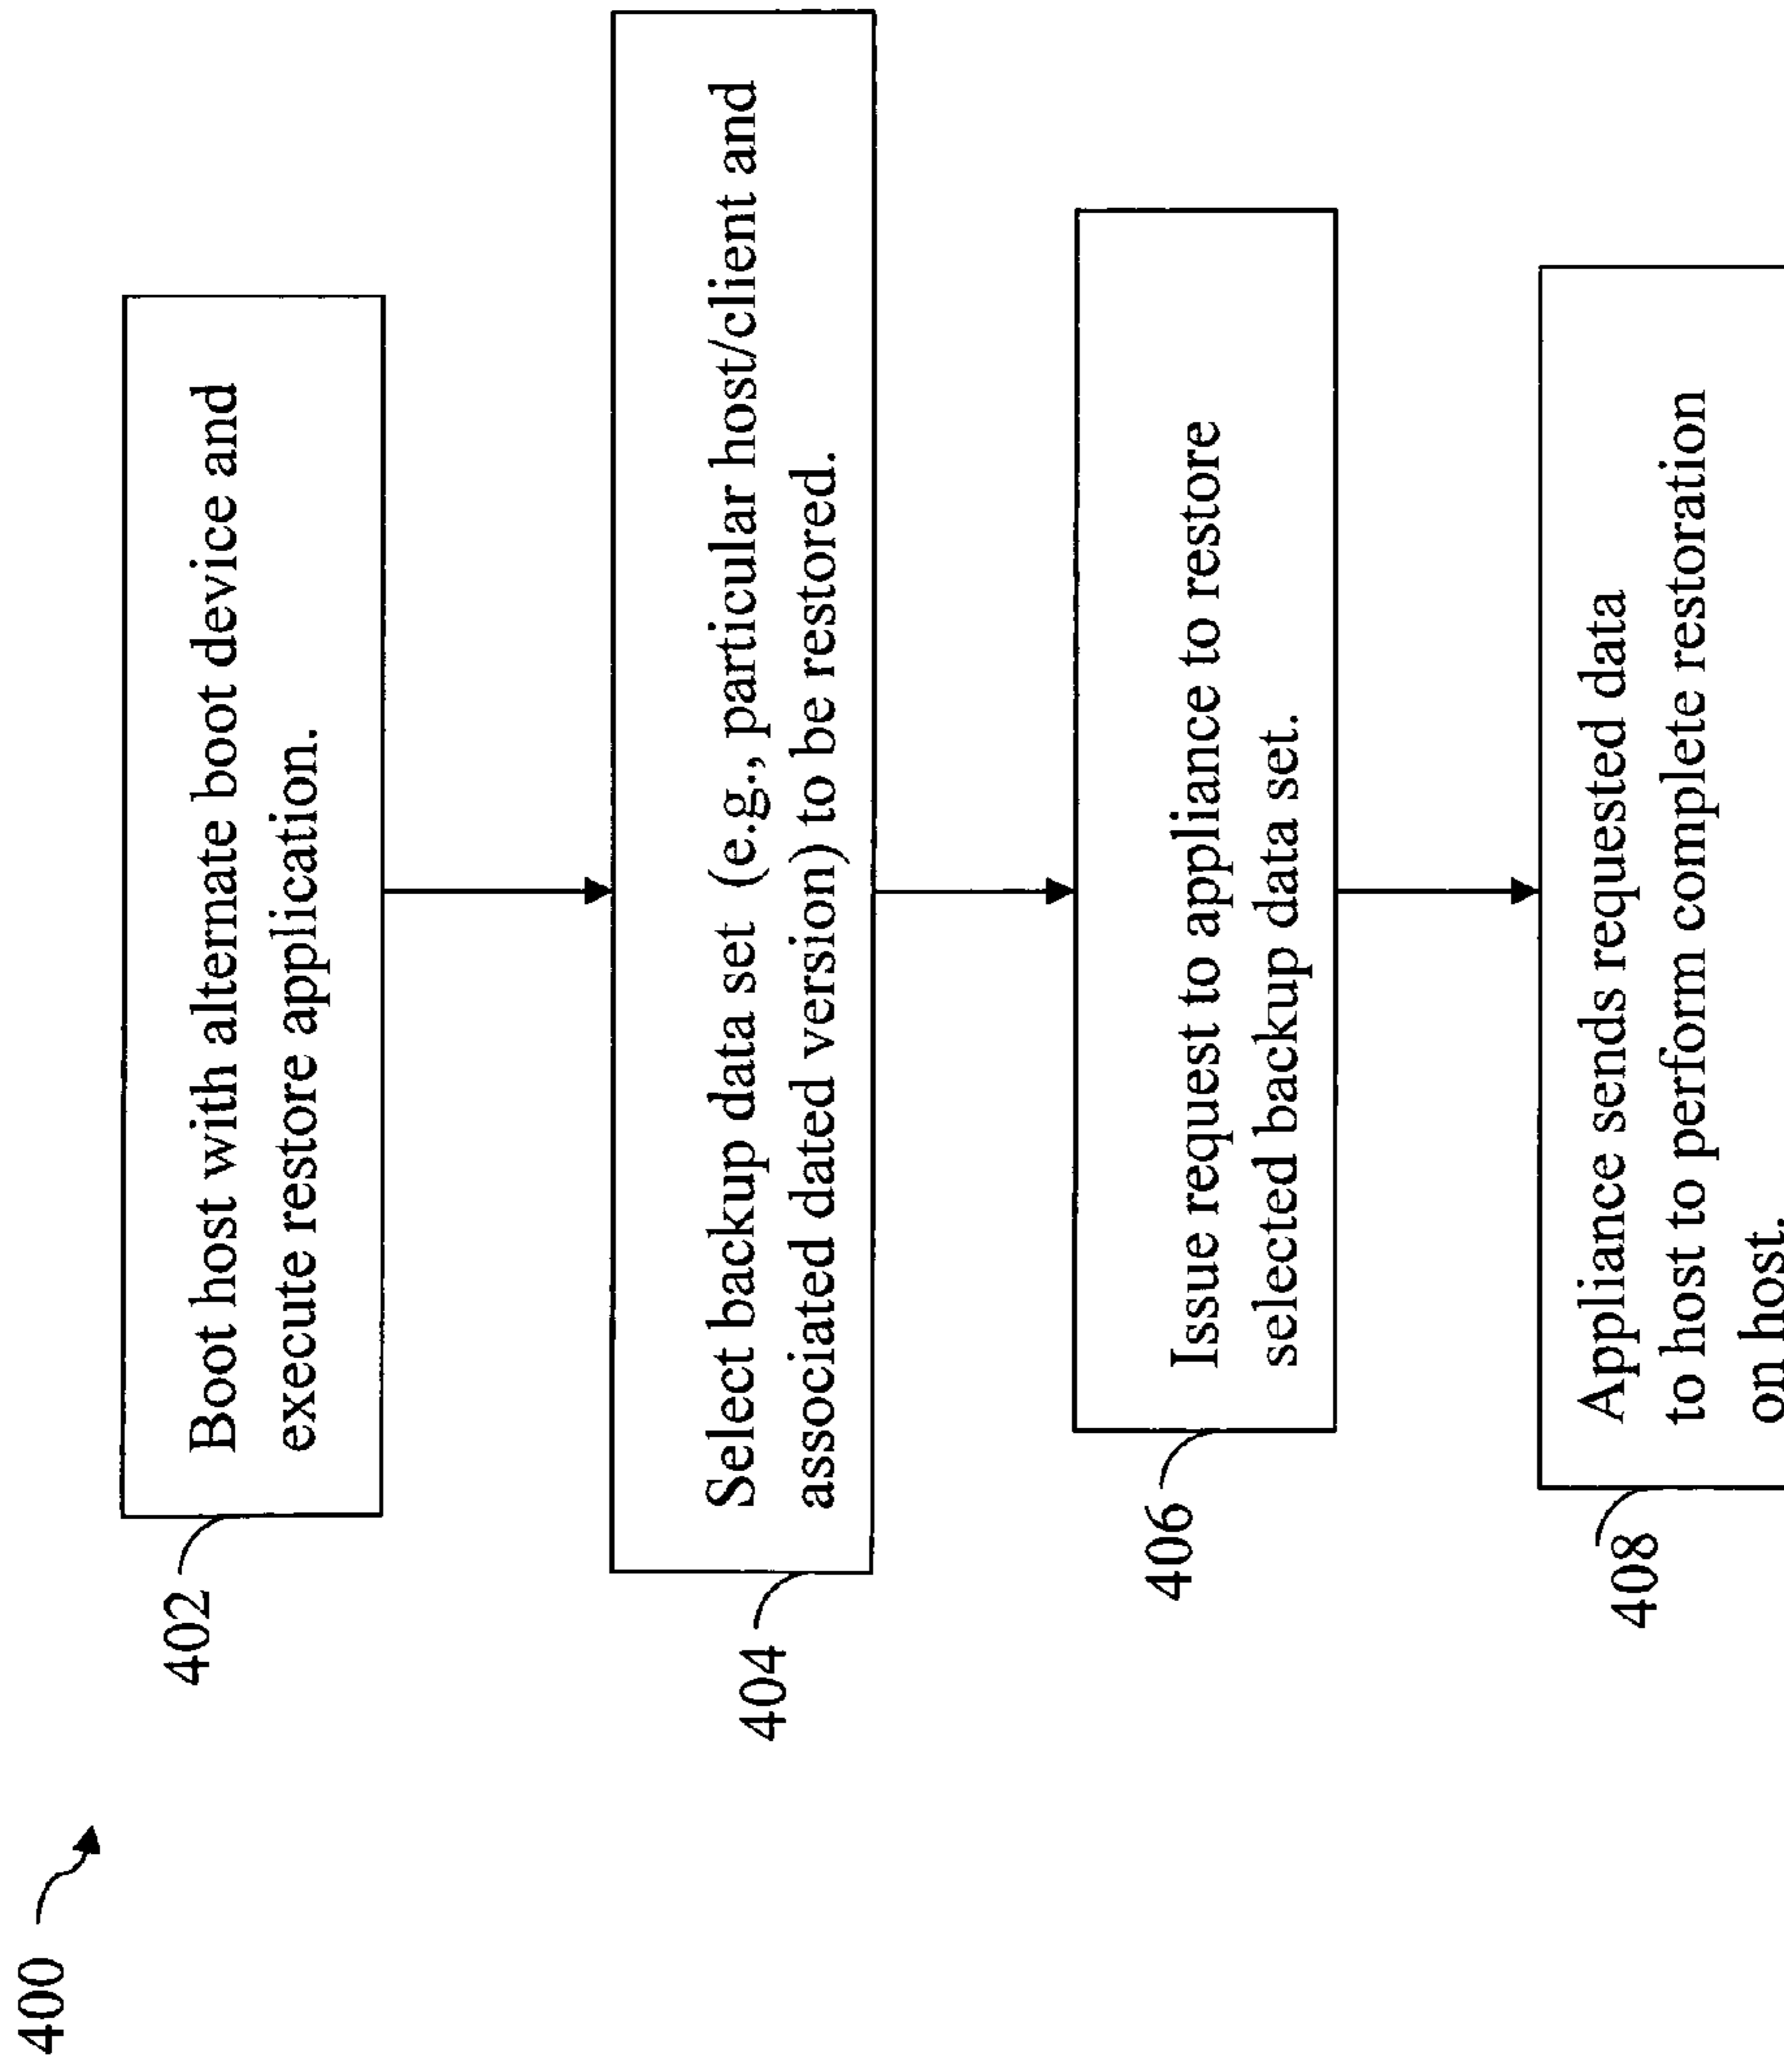 400
402
Boot host with alternate boot device and
execute restore application.
404
Select backup data set (e.g., particular host/client and
associated dated version) to be restored.
406
Issue request to appliance to restore
selected backup data set.
408
Appliance sends requested data
to host to perform complete restoration
on host.